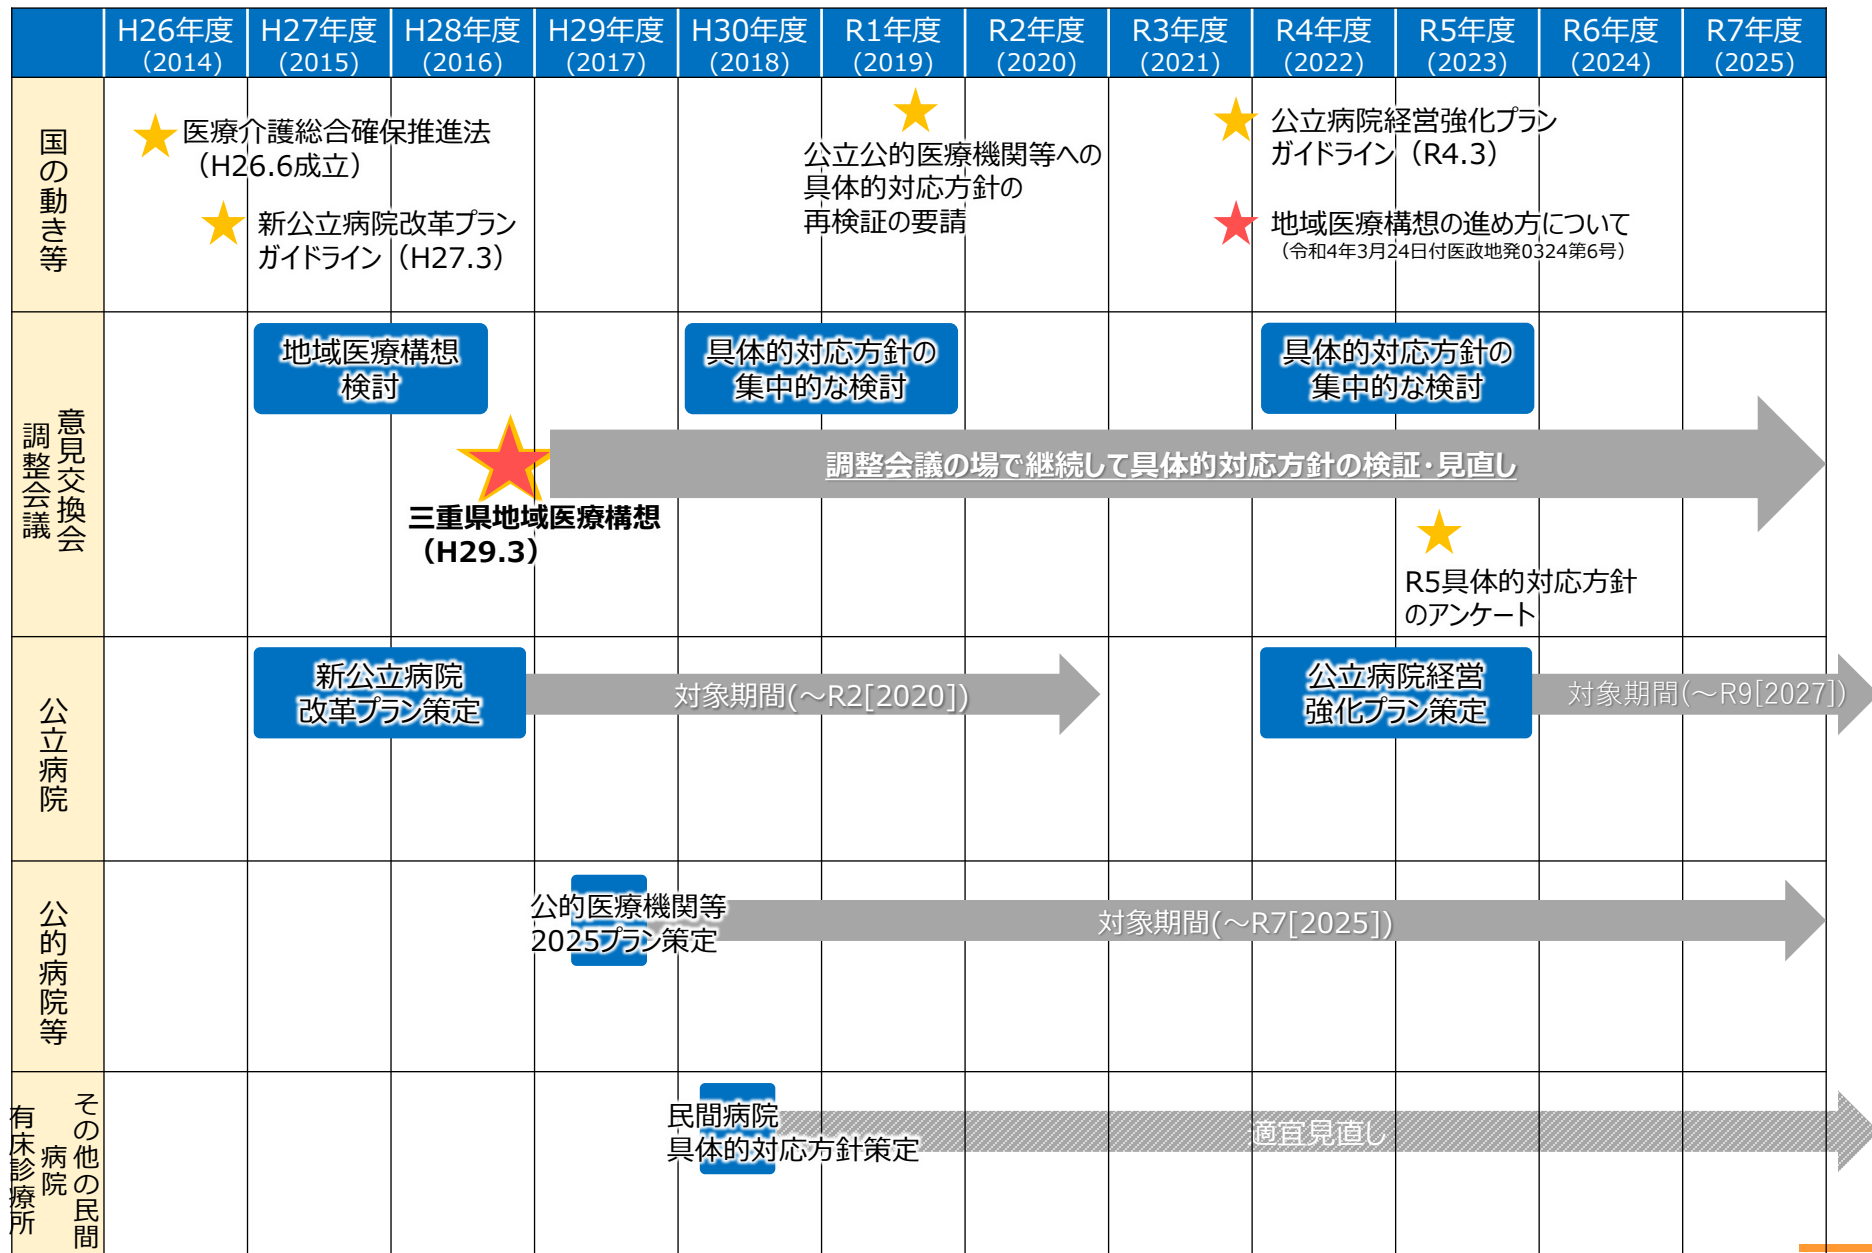 H26年度 H27年度 H28年度 H29年度 H30年度 R1年度 R2年度 R3年度 R4年度 R5年度 R6年度 R7年度
（2014） （2015） （2016） （2017） （2018） （2019） （2020） （2021） （2022） （2023） （2024） （2025）
国の動き等
医療介護総合確保推進法
（H26.6成立）
新公立病院改革プラン
ガイドライン（H27.3）
公立公的医療機関等への
具体的対応方針の
再検証の要請
公立病院経営強化プラン
ガイドライン（R4.3）
地域医療構想の進め方について
（令和4年3月24日付医政地発0324第6号）
意見交換会
調整会議
地域医療構想
検討
具体的対応方針の
集中的な検討
具体的対応方針の
集中的な検討
調整会議の場で継続して具体的対応方針の検証・見直し
三重県地域医療構想
（H29.3）
R5具体的対応方針
のアンケート
公立病院
新公立病院
改革プラン策定
対象期間(～R2[2020])
公立病院経営
強化プラン策定
対象期間(～R9[2027])
公的病院等
公的医療機関等
2025プラン策定
対象期間(～R7[2025])
その他の民間
病院
有床診療所
民間病院
具体的対応方針策定
適宜見直し